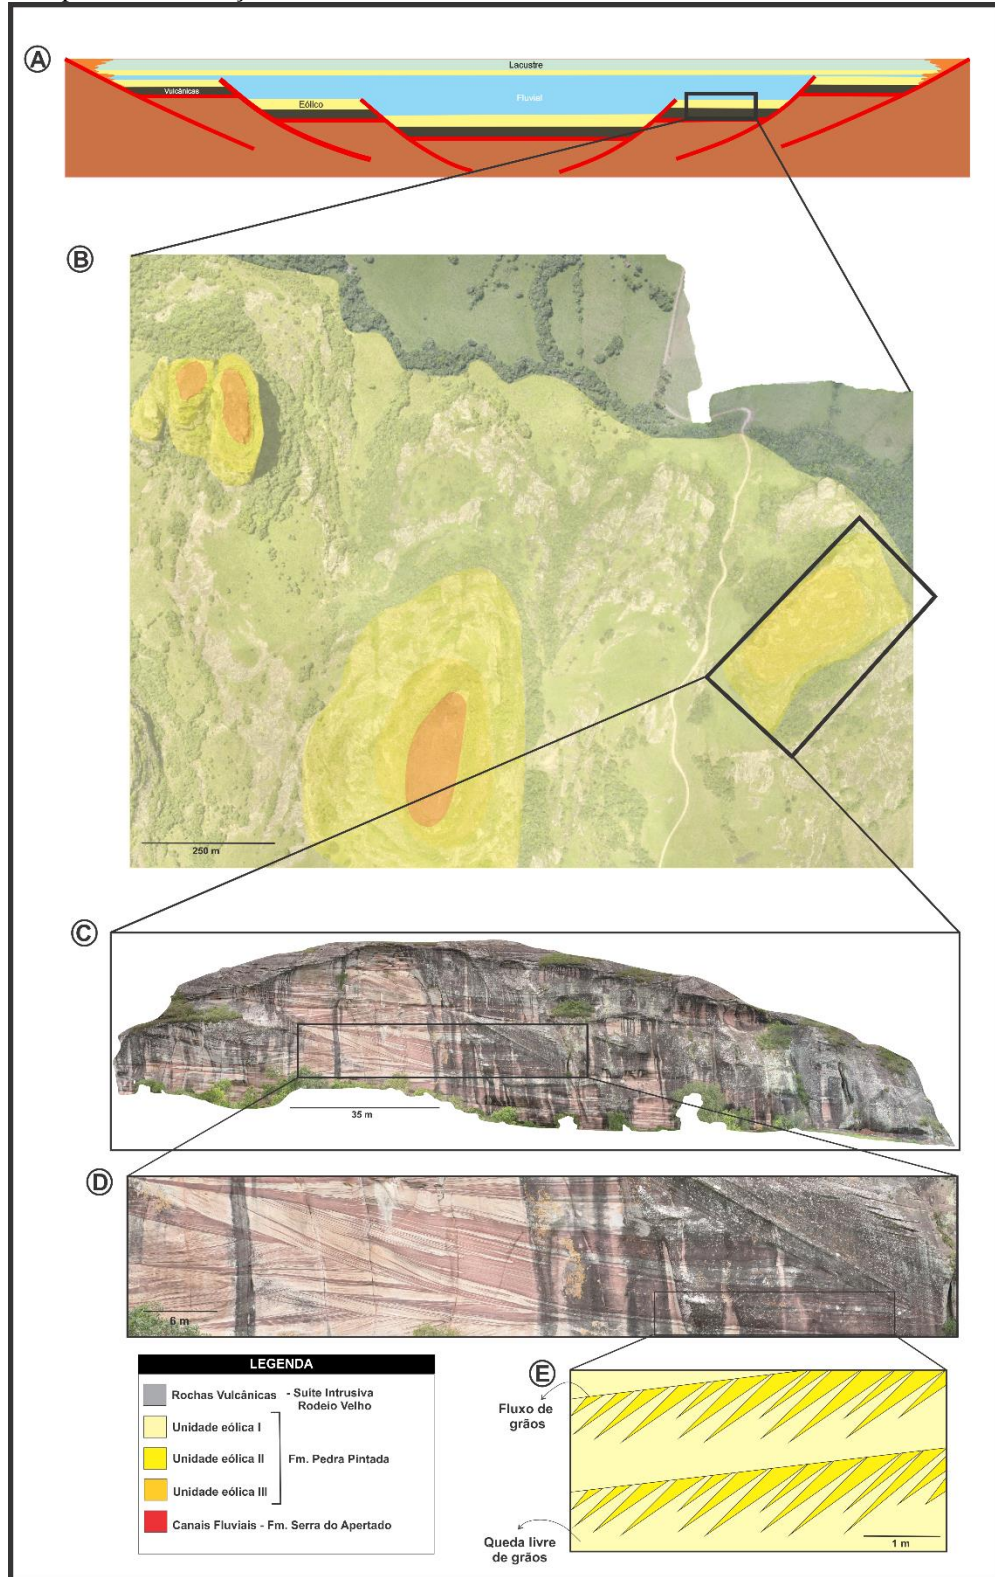 A
Lacustre
Vulcânicas
Eólico
Fluvial
B
250 m
C
35 m
D
6 m
LEGENDA
Rochas Vulcânicas - Suíte Intrusiva
Rodeio Velho
Unidade eólica I
Unidade eólica II
Fm. Pedra Pintada
Unidade eólica III
Canais Fluviais - Fm. Serra do Apertado
E
Fluxo de
grãos
Queda livre
de grãos
1 m